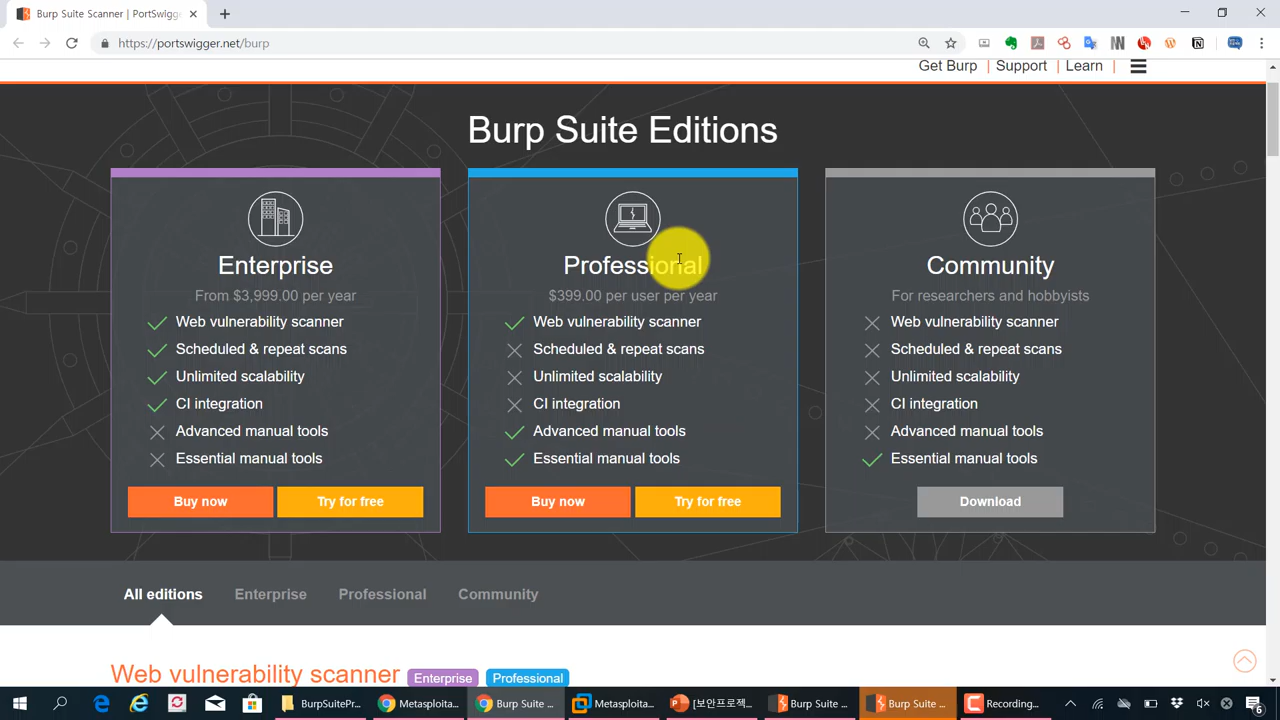 Burp Suite Scanner | PortSwigge
https://portswigger.net/burp
Get Burp | Support | Learn |
Burp Suite Editions
Enterprise
From $3,999.00 per year
Web vulnerability scanner
Scheduled & repeat scans
Unlimited scalability
CI integration
Advanced manual tools
Essential manual tools
Buy now
Try for free
Professional
$399.00 per user per year
Web vulnerability scanner
Scheduled & repeat scans
Unlimited scalability
CI integration
Advanced manual tools
Essential manual tools
Buy now
Try for free
Community
For researchers and hobbyists
Web vulnerability scanner
Scheduled & repeat scans
Unlimited scalability
CI integration
Advanced manual tools
Essential manual tools
Download
All editions Enterprise Professional Community
Web vulnerability scanner Enterprise Professional
BurpSuitePr... Metasploita... Burp Suite ... Metasploita... [보안프로젝... Burp Suite ... Burp Suite ... Recording... 6